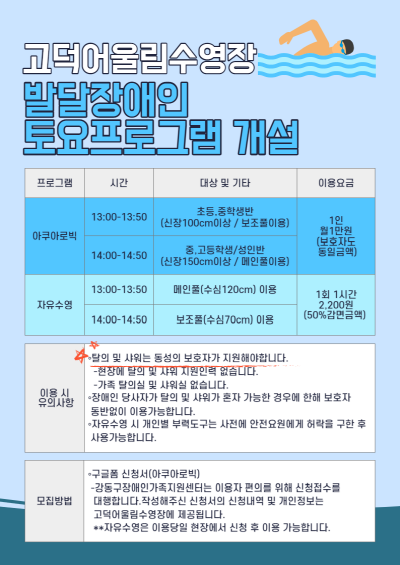 고덕어울림수영장
발달장애인
토요프로그램 개설
프로그램 시간 대상 및 기타 이용요금
아쿠아로빅
13:00-13:50
초등,중학생반
(신장100cm이상 / 보조풀이용)
14:00-14:50
중,고등학생/성인반
(신장150cm이상 / 메인풀이용)
1인
월1만원
(보호자도
동일금액)
자유수영
13:00-13:50 메인풀(수심120cm) 이용
14:00-14:50 보조풀(수심70cm) 이용
1회 1시간
2,200원
(50%감면금액)
이용 시
유의사항
◦탈의 및 샤워는 동성의 보호자가 지원해야합니다.
-현장에 탈의 및 샤워 지원인력 없습니다.
-가족 탈의실 및 샤워실 없습니다.
◦장애인 당사자가 탈의 및 샤워가 혼자 가능한 경우에 한해 보호자
동반없이 이용가능합니다.
◦자유수영 시 개인별 부력도구는 사전에 안전요원에게 허락을 구한 후
사용가능합니다.
모집방법
◦구글폼 신청서(아쿠아로빅)
-강동구장애인가족지원센터는 이용자 편의를 위해 신청접수를
대행합니다.작성해주신 신청서의 신청내역 및 개인정보는
고덕어울림수영장에 제공됩니다.
**자유수영은 이용당일 현장에서 신청 후 이용 가능합니다.